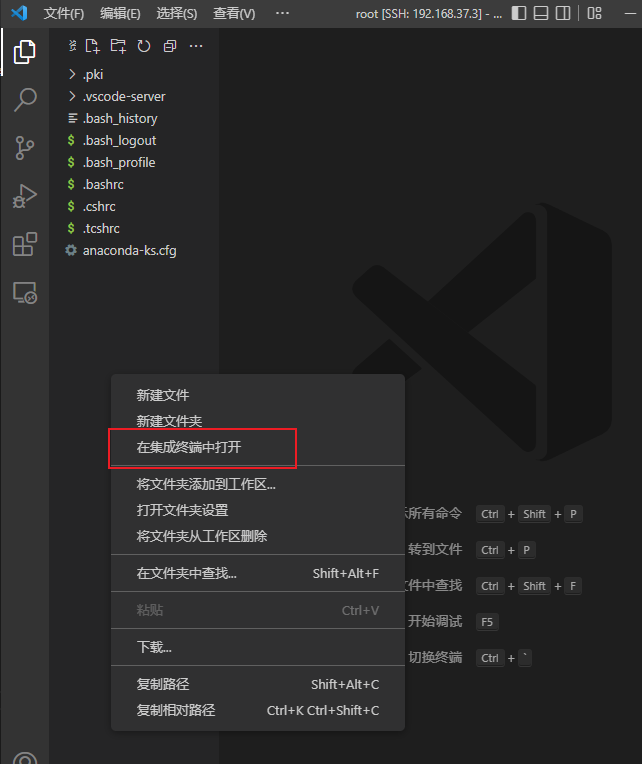 文件(F) 编辑(E) 选择(S) 查看(V) ··· root [SSH: 192.168.37.3] - ...
.pki
.vscode-server
.bash_history
.bash_logout
.bash_profile
.bashrc
.cshrc
.tcshrc
anaconda-ks.cfg
新建文件
新建文件夹
在集成终端中打开
将文件夹添加到工作区...
打开文件夹设置
将文件夹从工作区删除
在文件夹中查找... Shift+Alt+F
粘贴 Ctrl+V
下载...
复制路径 Shift+Alt+C
复制相对路径 Ctrl+K Ctrl+Shift+C
所有命令 Ctrl + Shift + P
转到文件 Ctrl + P
件中查找 Ctrl + Shift + F
开始调试 F5
切换终端 Ctrl + `